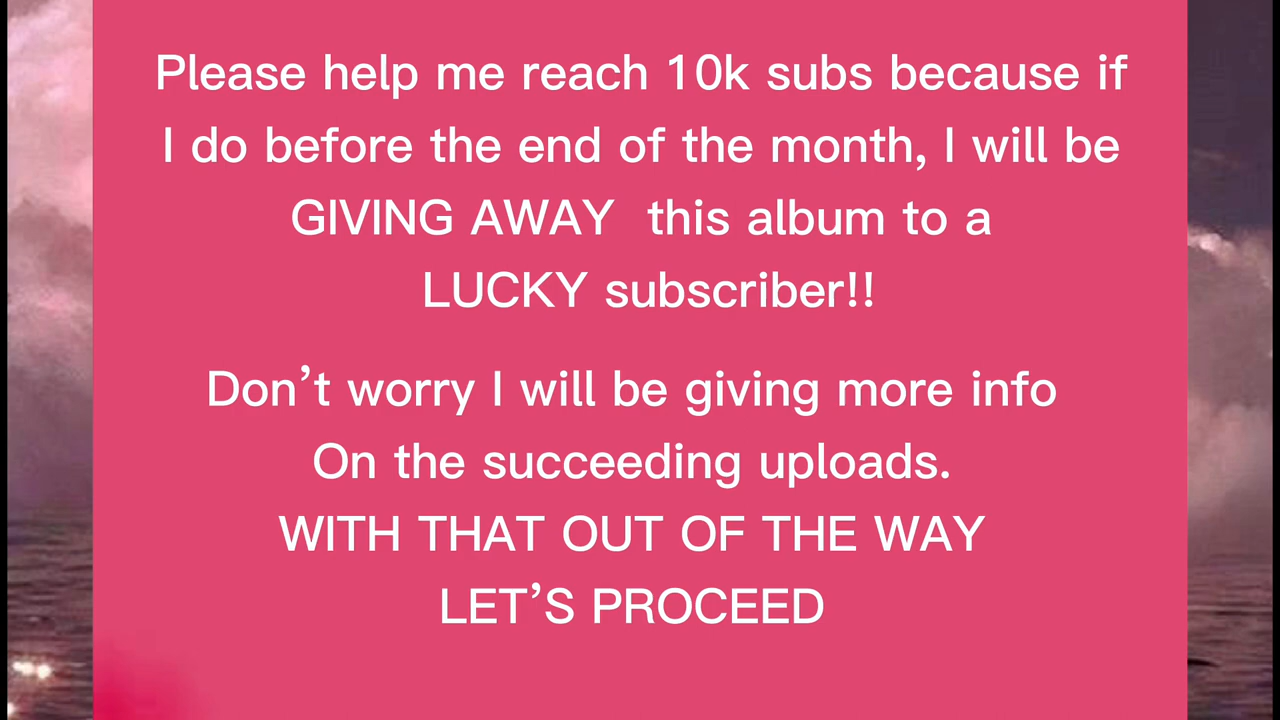 Please help me reach 10k subs because if
I do before the end of the month, I will be
GIVING AWAY  this album to a
LUCKY subscriber!!
Don’t worry I will be giving more info
On the succeeding uploads.
WITH THAT OUT OF THE WAY
LET’S PROCEED